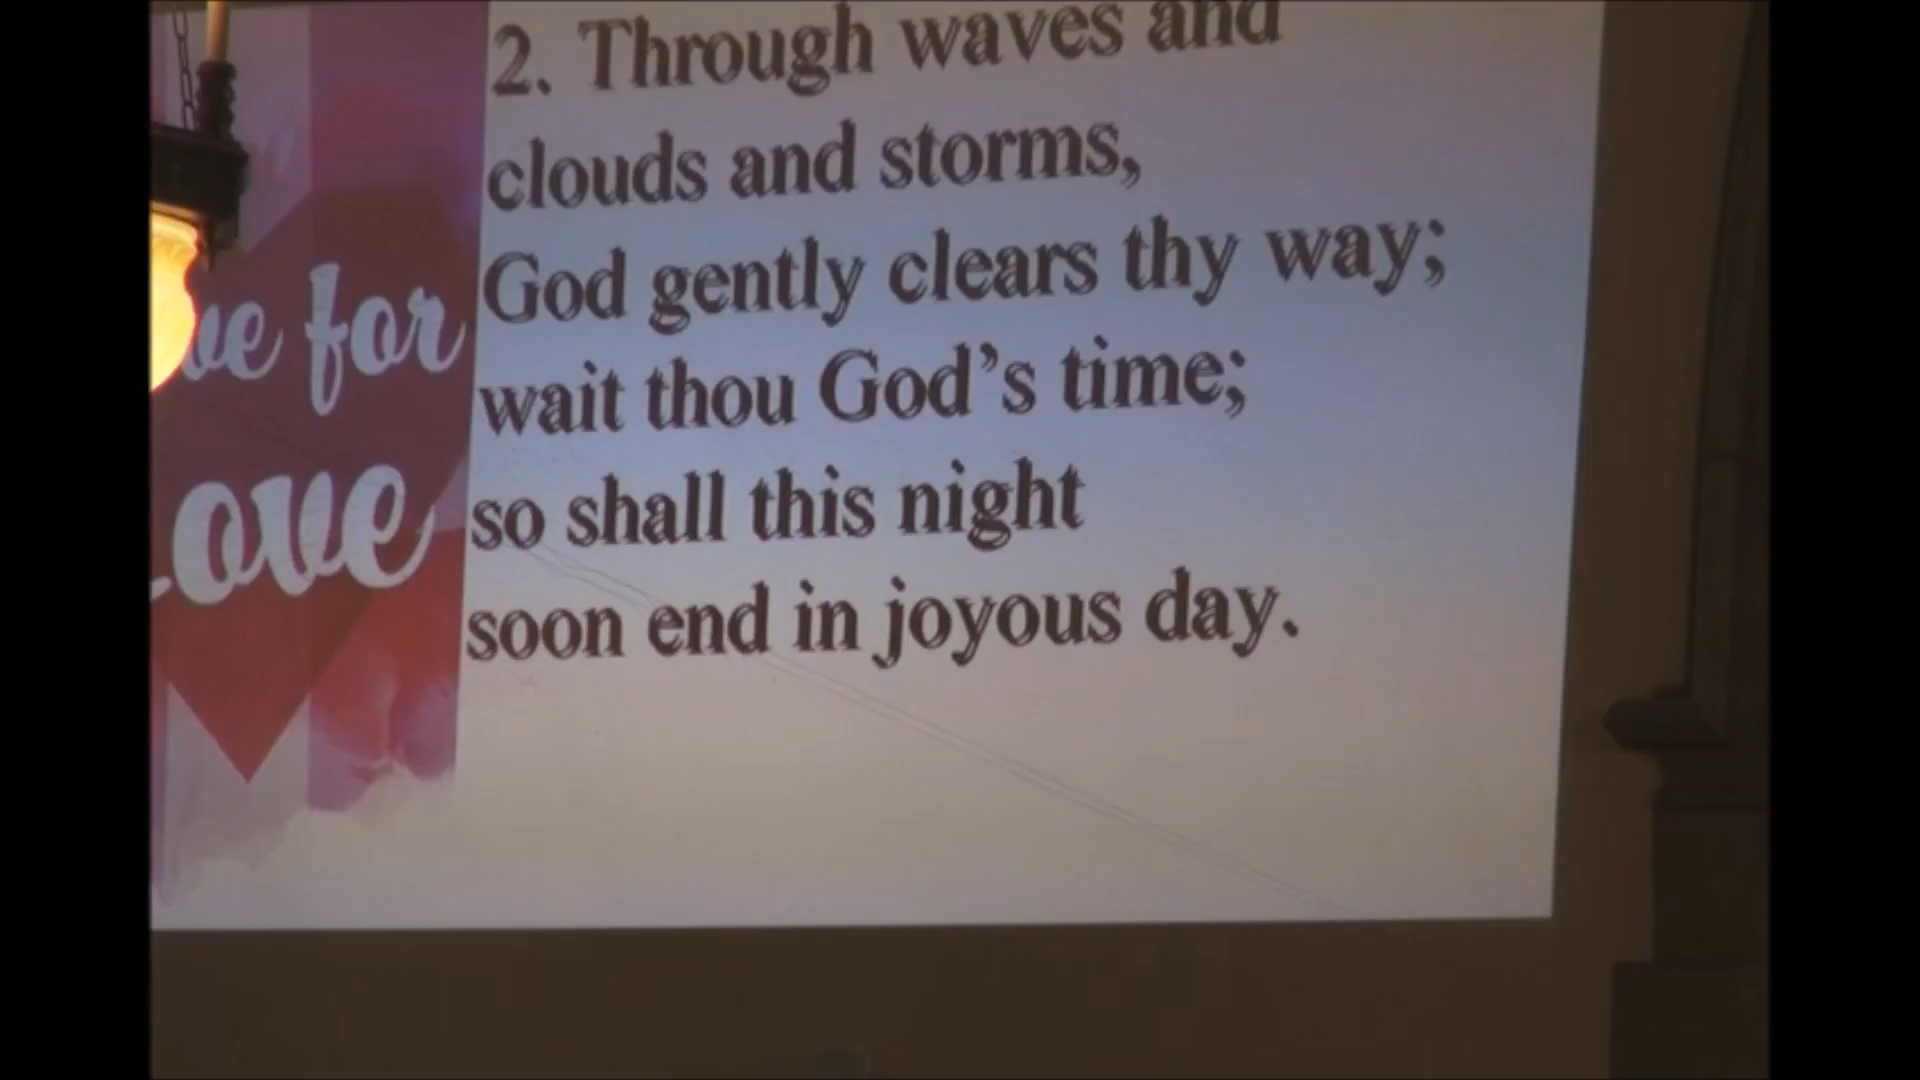 2. Through waves and
clouds and storms,
God gently clears thy way;
wait thou God's time;
so shall this night
soon end in joyous day.
for